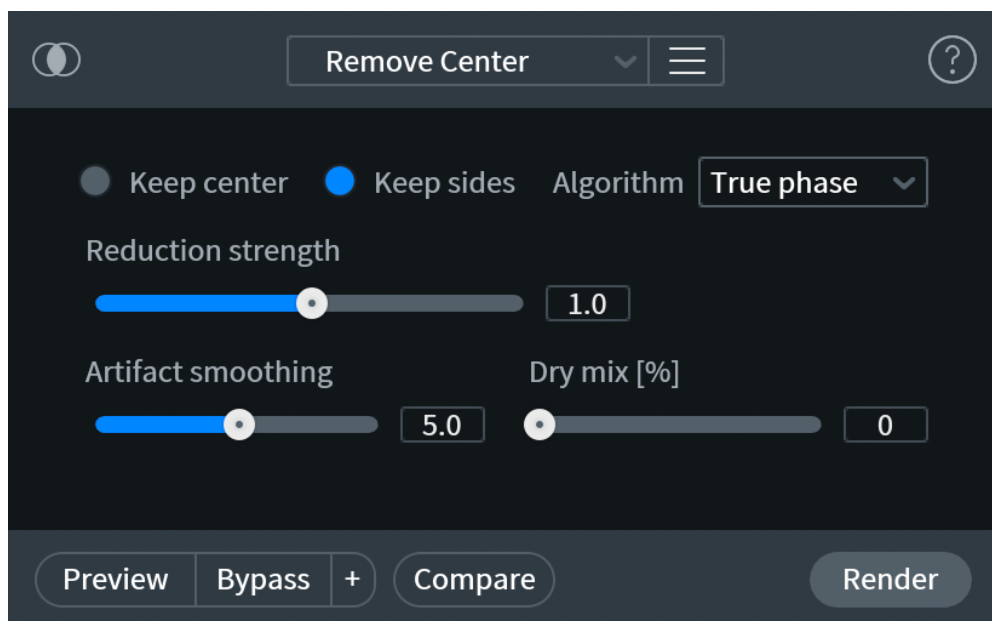 Remove Center
?
Keep center Keep sides Algorithm True phase
Reduction strength
1.0
Artifact smoothing Dry mix [%]
5.0 0
Preview Bypass + Compare Render